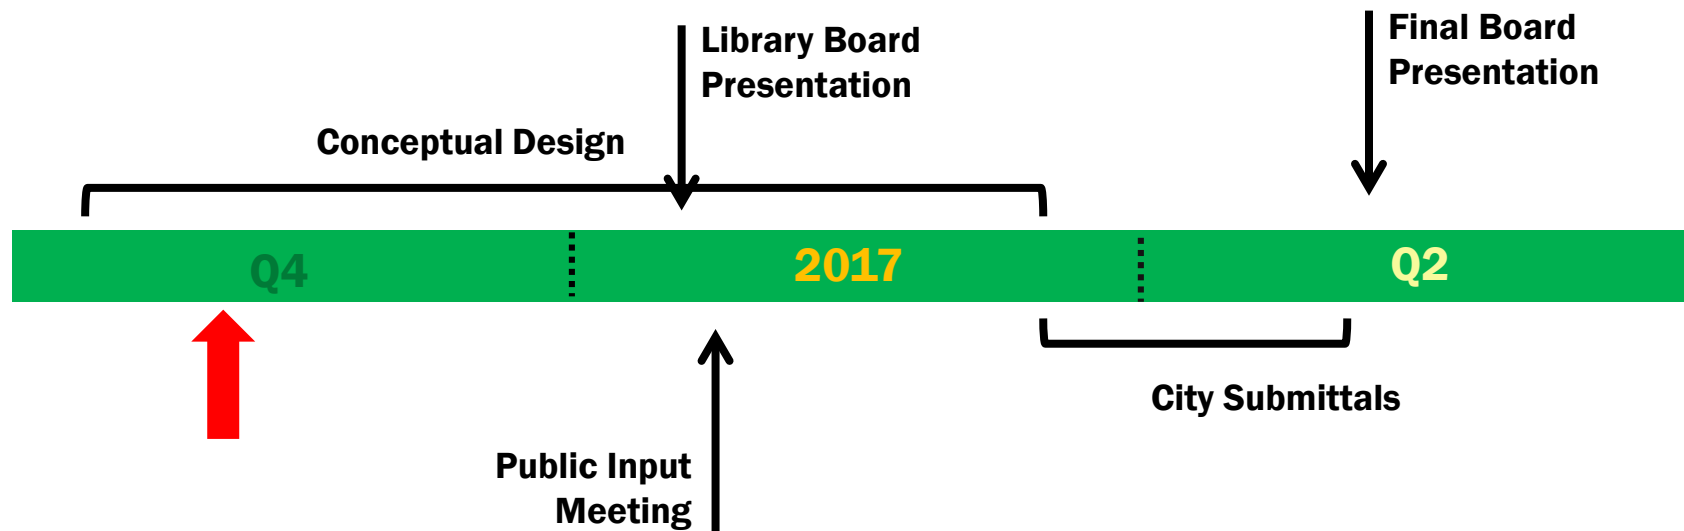 Library Board
Presentation
Final Board
Presentation
Conceptual Design
Q4
2017
Q2
City Submittals
Public Input
Meeting